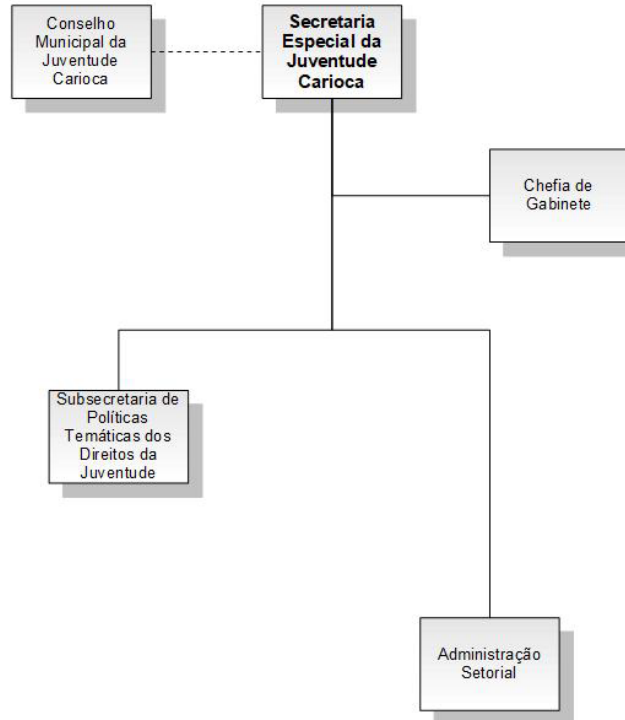 Conselho
Municipal da
Juventude
Carioca
Secretaria
Especial da
Juventude
Carioca
Chefia de
Gabinete
Subsecretaria de
Políticas
Temáticas dos
Direitos da
Juventude
Administração
Setorial